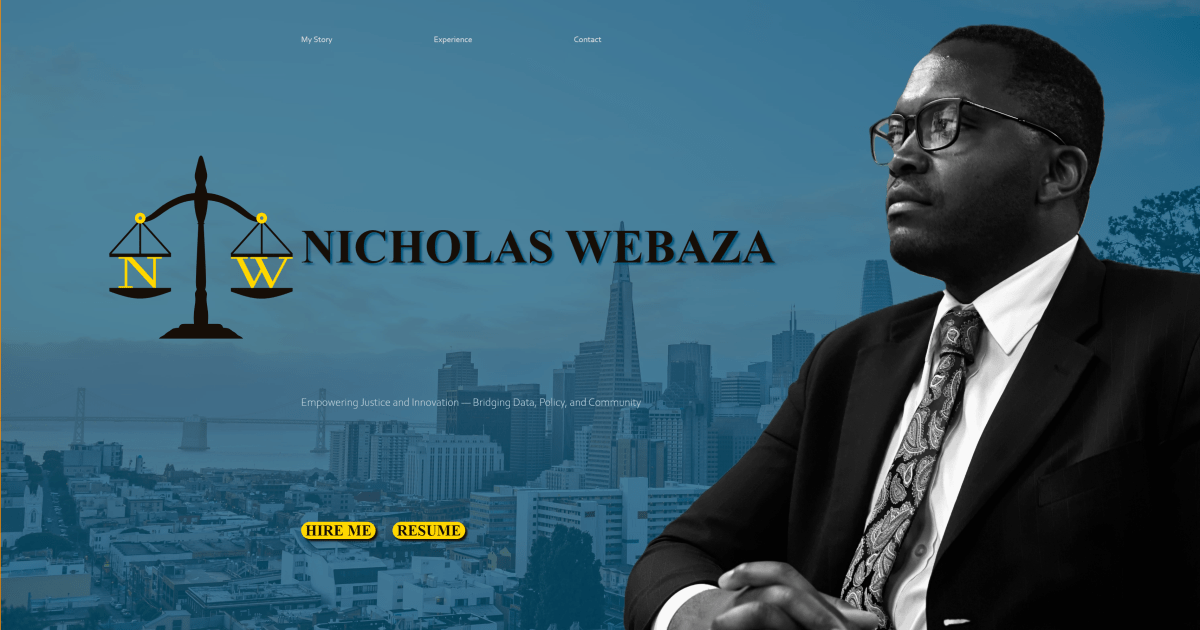 My Story Experience Contact
N W
NICHOLAS WEBAZA
Empowering Justice and Innovation — Bridging Data, Policy, and Community
HIRE ME RESUME